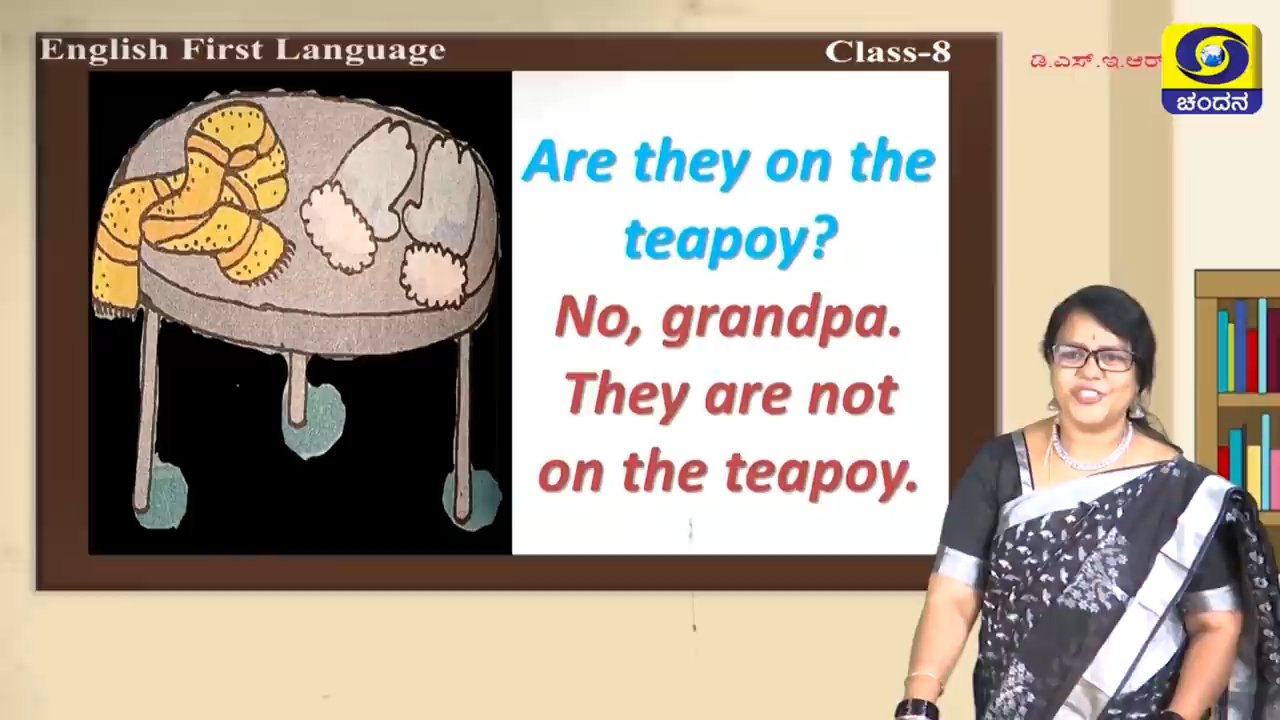 English First Language
Class-8
ಡಿ.ಎಸ್.ಇ.ಆರ್
ಚಂದನ
Are they on the
teapoy?
No, grandpa.
They are not
on the teapoy.